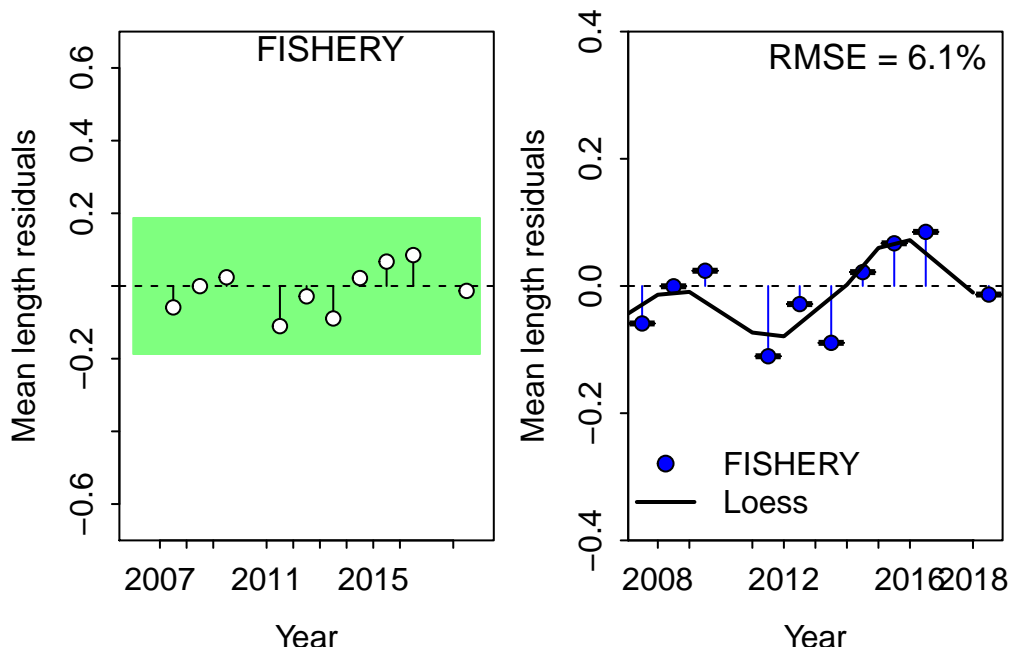 FISHERY
Mean length residuals
0.6
0.4
0.2
−0.2
−0.6
2007 2011 2015
Year
RMSE = 6.1%
Mean length residuals
0.4
0.2
0.0
−0.2
−0.4
FISHERY
Loess
2008 2012 2016 2018
Year